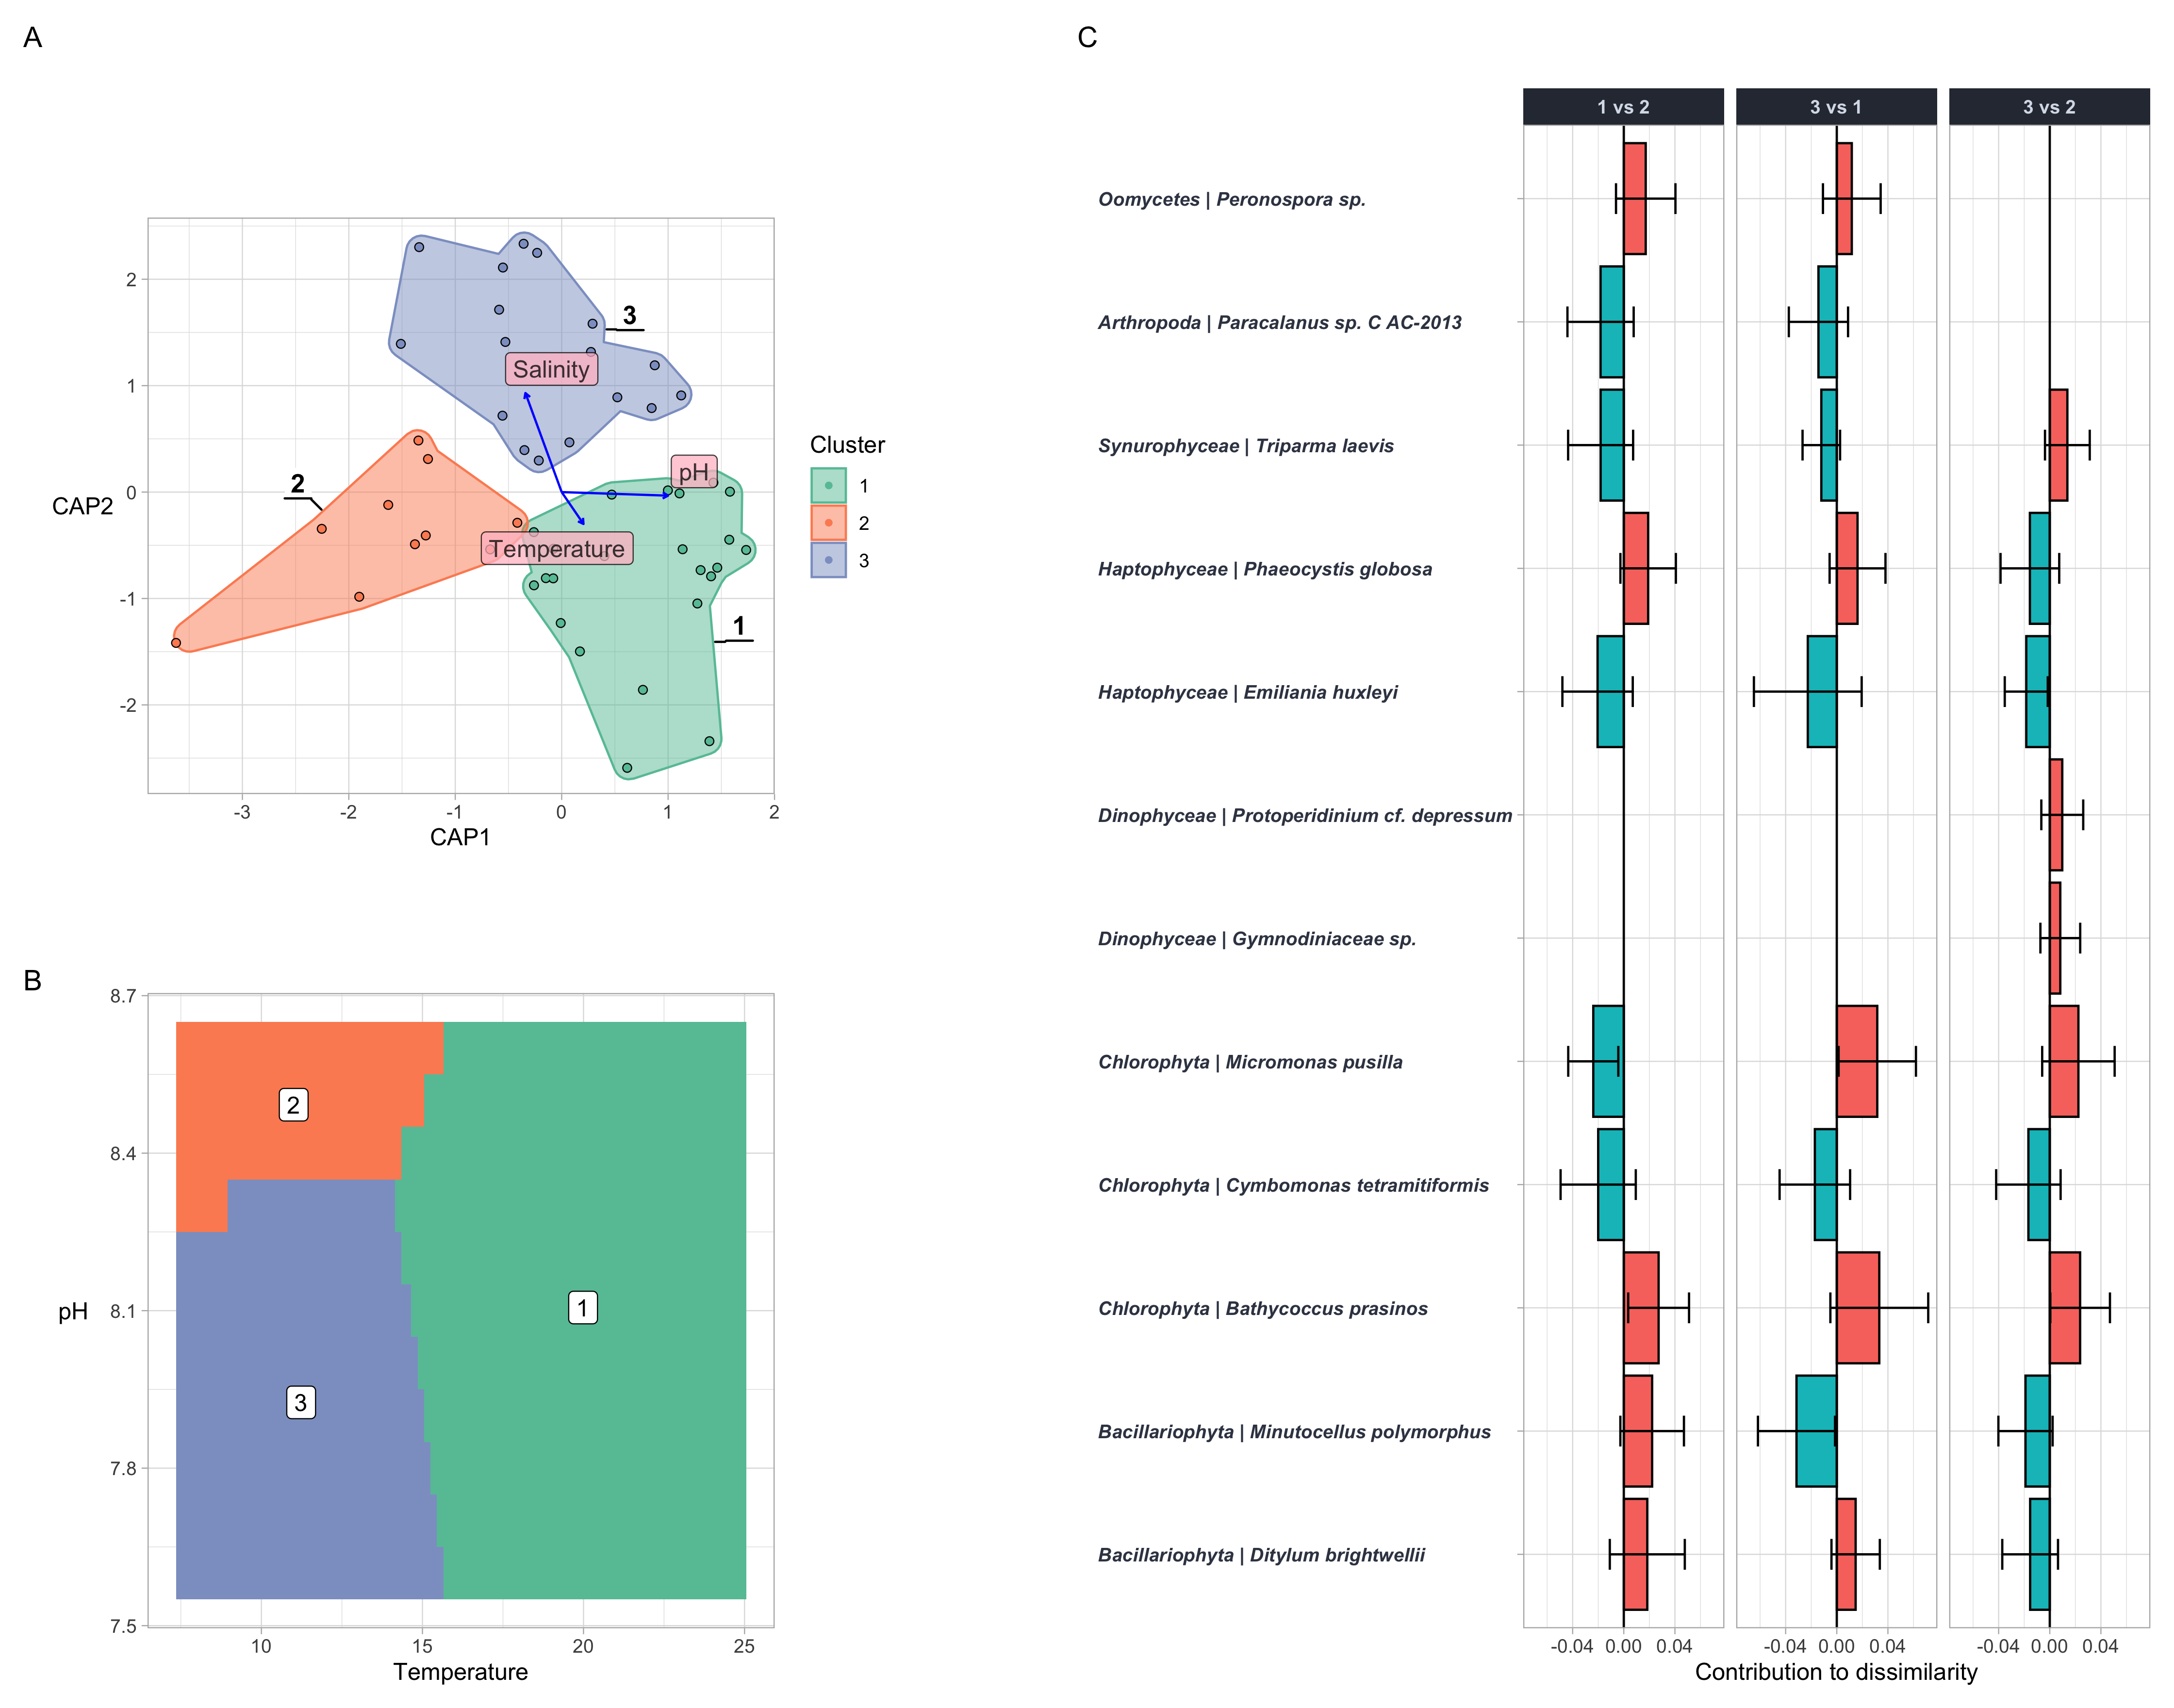 A
2
1
0
-1
-2
CAP2
3
Salinity
2
pH
Temperature
1
-3
-2
-1
0
1
2
CAP1
Cluster
1
2
3
B
8.7
8.4
8.1
7.8
7.5
pH
2
1
3
10
15
20
25
Temperature
C
1 vs 2
3 vs 1
3 vs 2
Oomycetes | Peronospora sp.
Arthropoda | Paracalanus sp. C AC-2013
Synurophyceae | Triparma laevis
Haptophyceae | Phaeocystis globosa
Haptophyceae | Emiliania huxleyi
Dinophyceae | Protoperidinium cf. depressum
Dinophyceae | Gymnodiniaceae sp.
Chlorophyta | Micromonas pusilla
Chlorophyta | Cymbomonas tetramitiformis
Chlorophyta | Bathycoccus prasinos
Bacillariophyta | Minutocellus polymorphus
Bacillariophyta | Ditylum brightwellii
-0.04 0.00 0.04
-0.04 0.00 0.04
-0.04 0.00 0.04
Contribution to dissimilarity